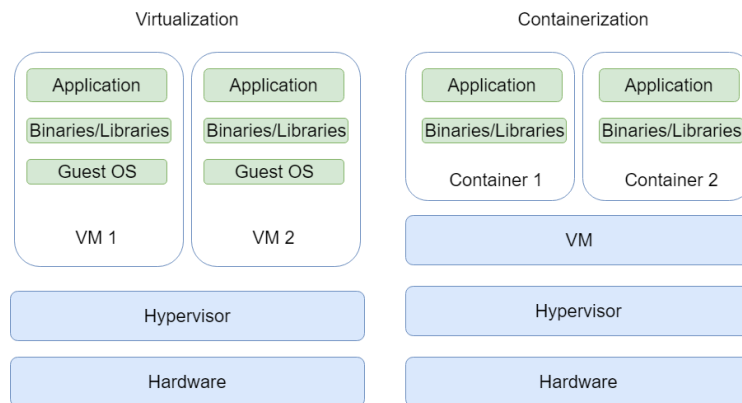 Virtualization
Application
Binaries/Libraries
Guest OS
VM 1
Application
Binaries/Libraries
Guest OS
VM 2
Hypervisor
Hardware
Containerization
Application
Binaries/Libraries
Container 1
Application
Binaries/Libraries
Container 2
VM
Hypervisor
Hardware